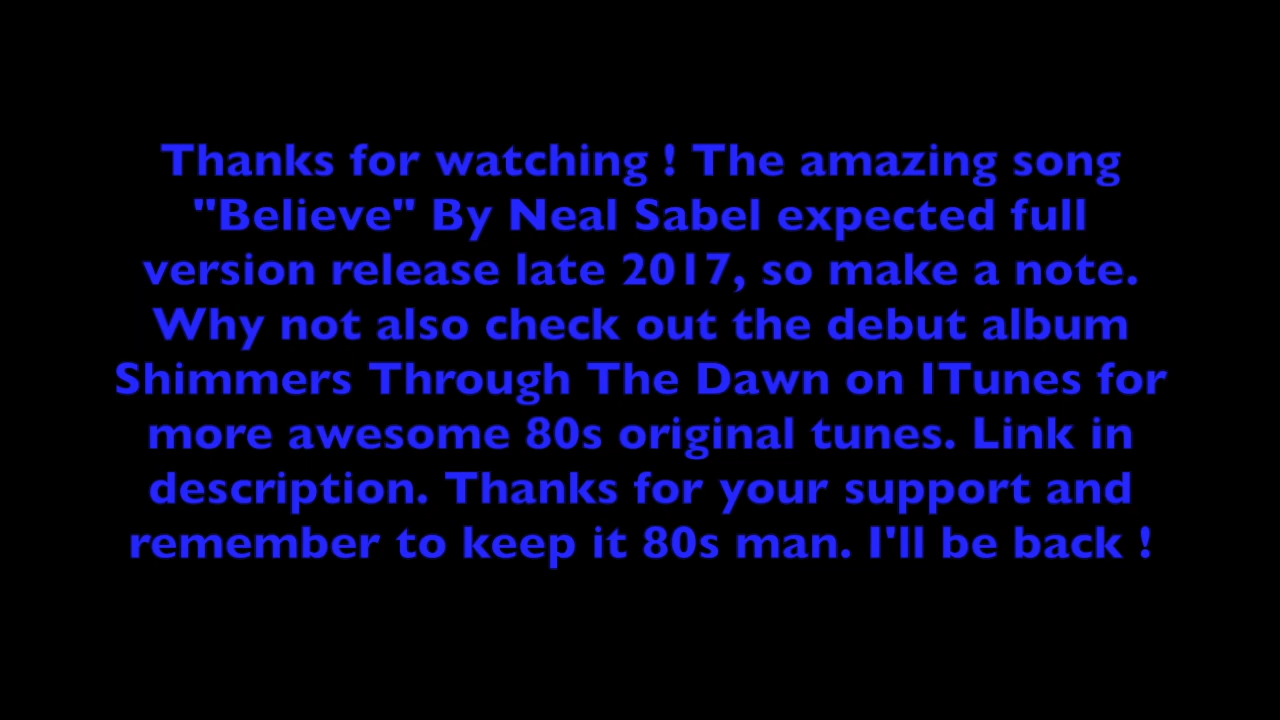 Thanks for watching ! The amazing song
"Believe" By Neal Sabel expected full
version release late 2017, so make a note.
Why not also check out the debut album
Shimmers Through The Dawn on ITunes for
more awesome 80s original tunes. Link in
description. Thanks for your support and
remember to keep it 80s man. I'll be back !